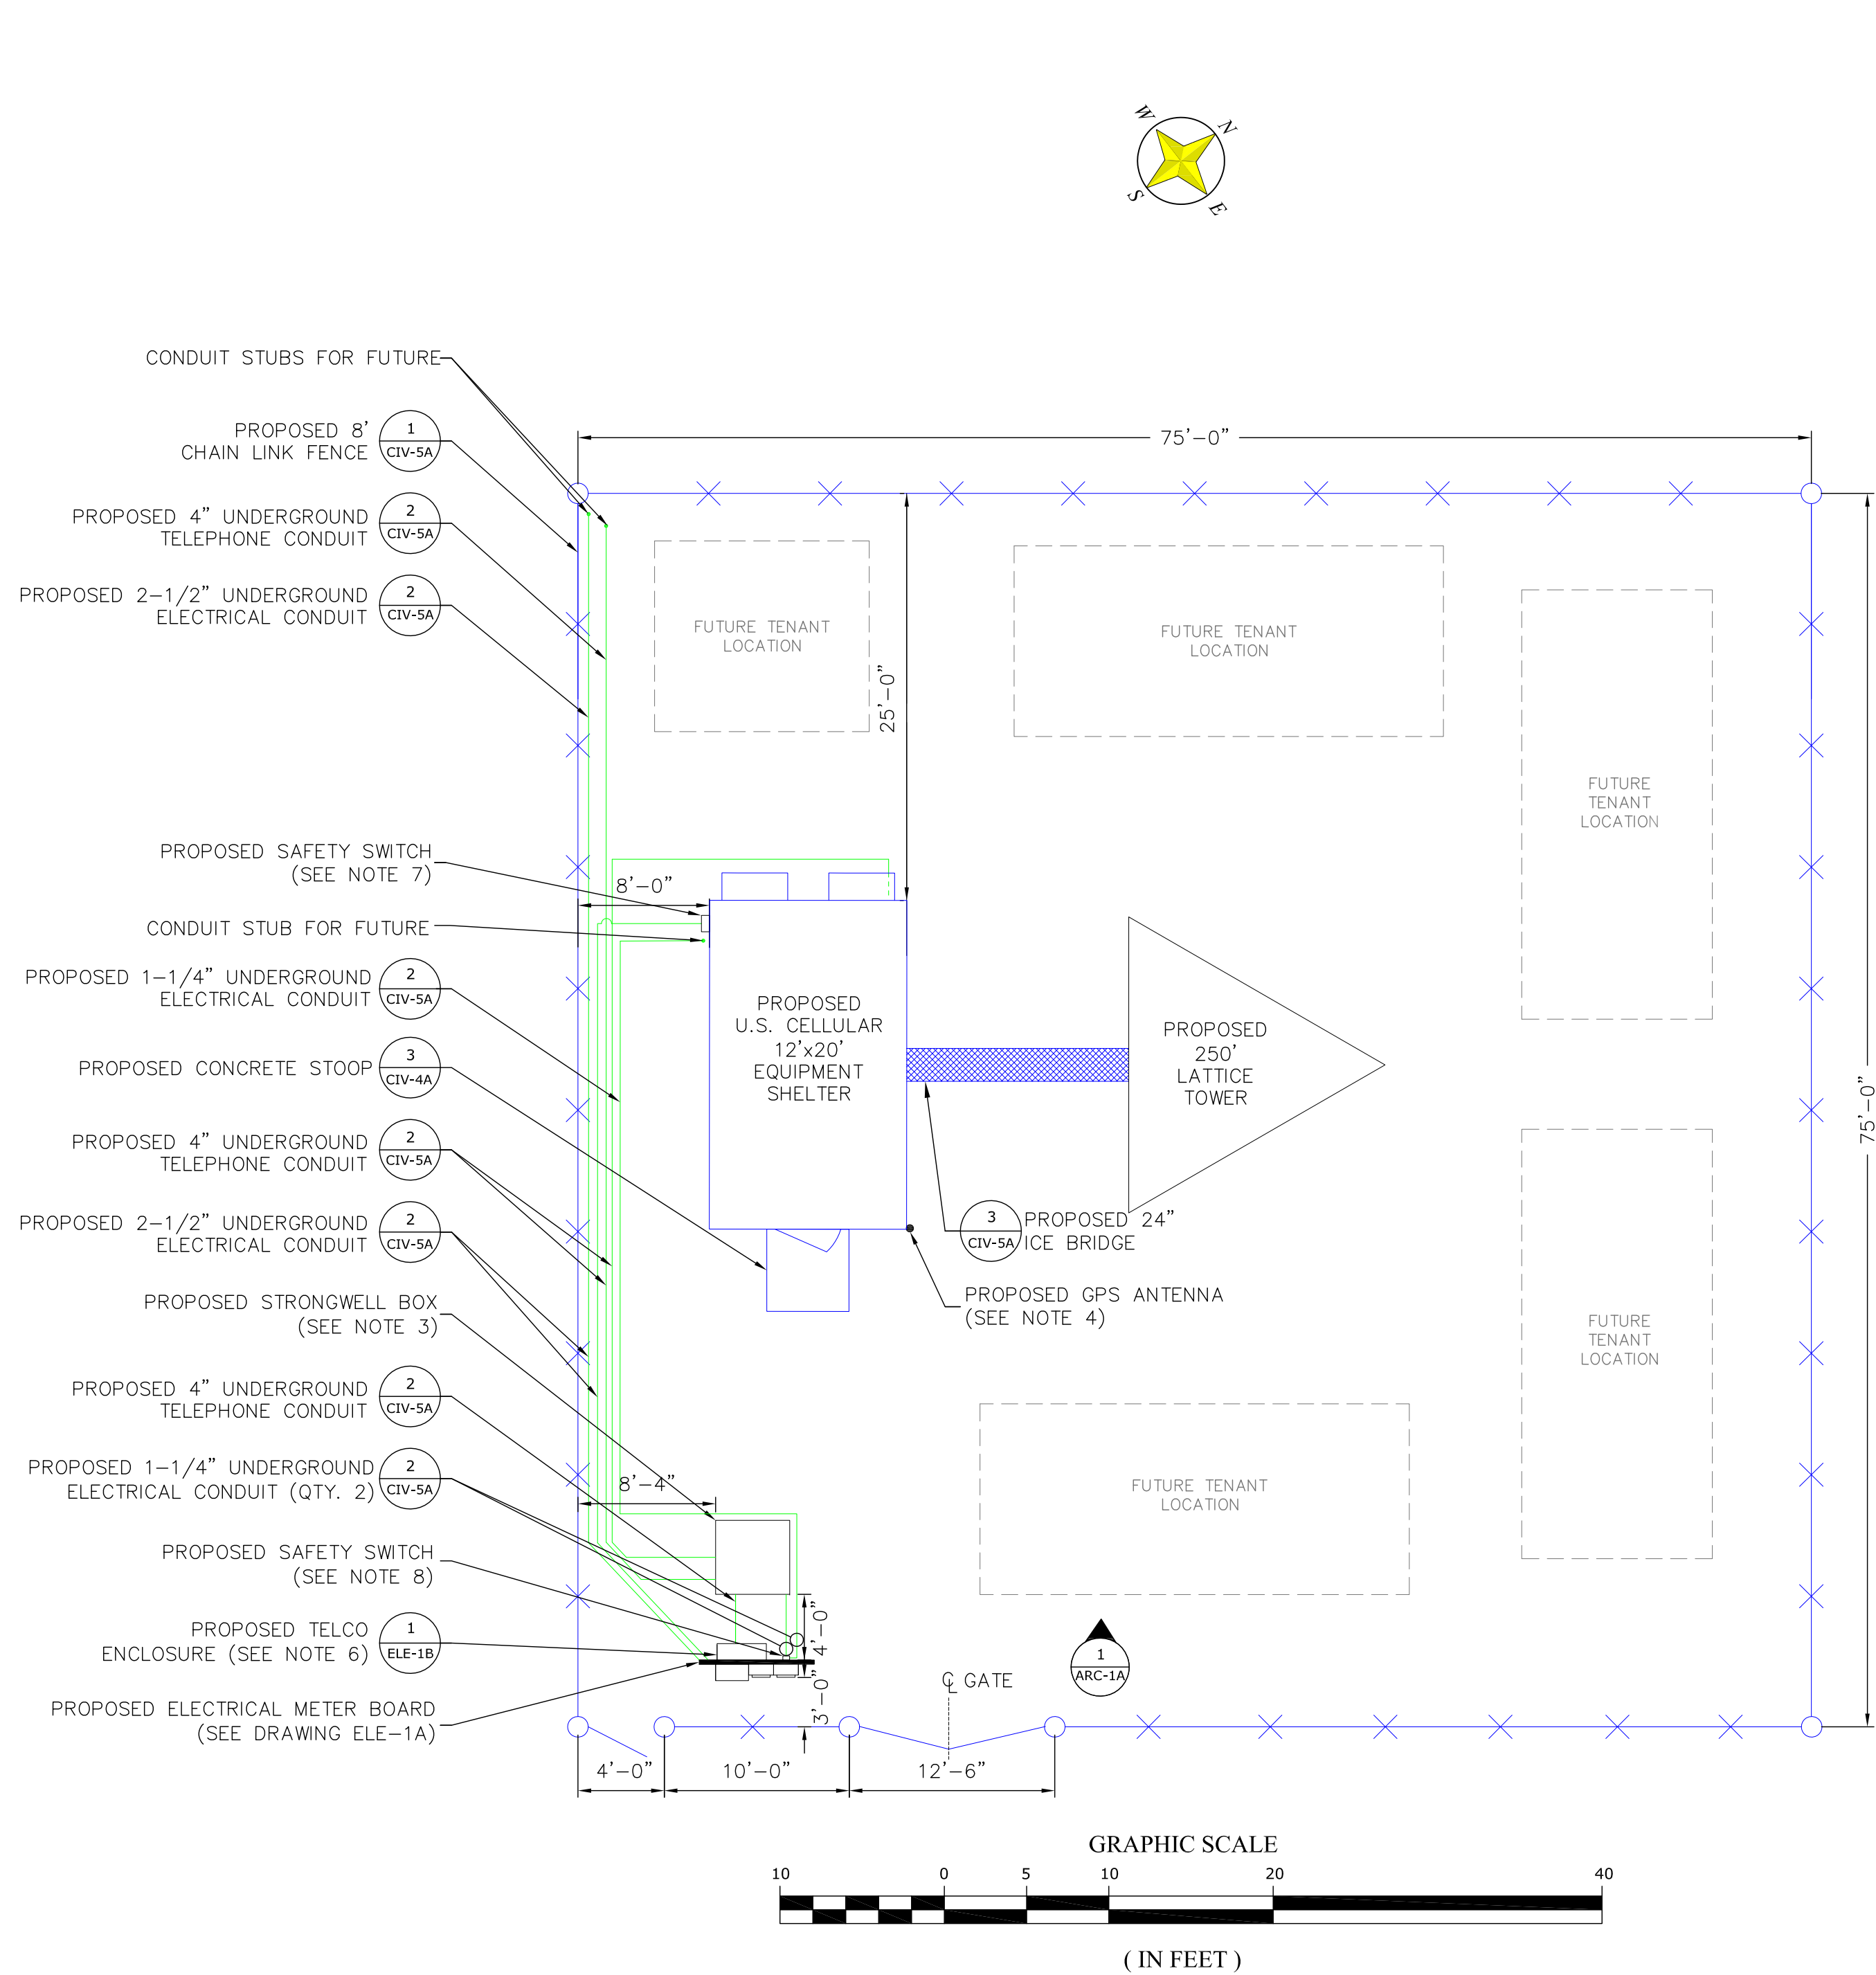 W
N
S
E
CONDUIT STUBS FOR FUTURE
PROPOSED 8'
CHAIN LINK FENCE
1
CIV-5A
75'-0"
PROPOSED 4" UNDERGROUND
TELEPHONE CONDUIT
2
CIV-5A
PROPOSED 2-1/2" UNDERGROUND
ELECTRICAL CONDUIT
2
CIV-5A
FUTURE TENANT
LOCATION
25'-0"
FUTURE TENANT
LOCATION
FUTURE
TENANT
LOCATION
PROPOSED SAFETY SWITCH
(SEE NOTE 7)
8'-0"
CONDUIT STUB FOR FUTURE
PROPOSED 1-1/4" UNDERGROUND
ELECTRICAL CONDUIT
2
CIV-5A
PROPOSED
U.S. CELLULAR
12'x20'
EQUIPMENT
SHELTER
PROPOSED
250'
LATTICE
TOWER
75'-0"
PROPOSED CONCRETE STOOP
3
CIV-4A
PROPOSED 4" UNDERGROUND
TELEPHONE CONDUIT
2
CIV-5A
PROPOSED 2-1/2" UNDERGROUND
ELECTRICAL CONDUIT
2
CIV-5A
3
CIV-5A
PROPOSED 24"
ICE BRIDGE
PROPOSED GPS ANTENNA
(SEE NOTE 4)
PROPOSED STRONGWELL BOX
(SEE NOTE 3)
FUTURE
TENANT
LOCATION
PROPOSED 4" UNDERGROUND
TELEPHONE CONDUIT
2
CIV-5A
PROPOSED 1-1/4" UNDERGROUND
ELECTRICAL CONDUIT (QTY. 2)
2
CIV-5A
8'-4"
FUTURE TENANT
LOCATION
PROPOSED SAFETY SWITCH
(SEE NOTE 8)
4'-0"
PROPOSED TELCO
ENCLOSURE (SEE NOTE 6)
1
ELE-1B
1
ARC-1A
℄ GATE
3'-0"
PROPOSED ELECTRICAL METER BOARD
(SEE DRAWING ELE-1A)
4'-0"
10'-0"
12'-6"
GRAPHIC SCALE
10 0 5 10 20 40
( IN FEET )